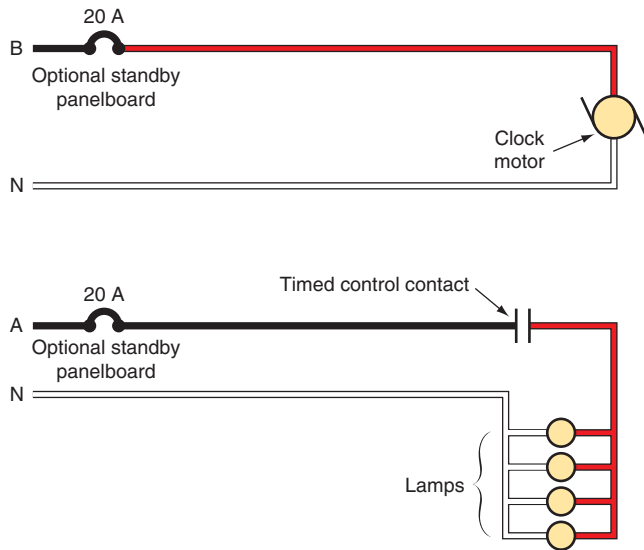 20 A
B
Optional standby
panelboard
Clock
motor
N
Timed control contact
20 A
A
Optional standby
panelboard
N
Lamps